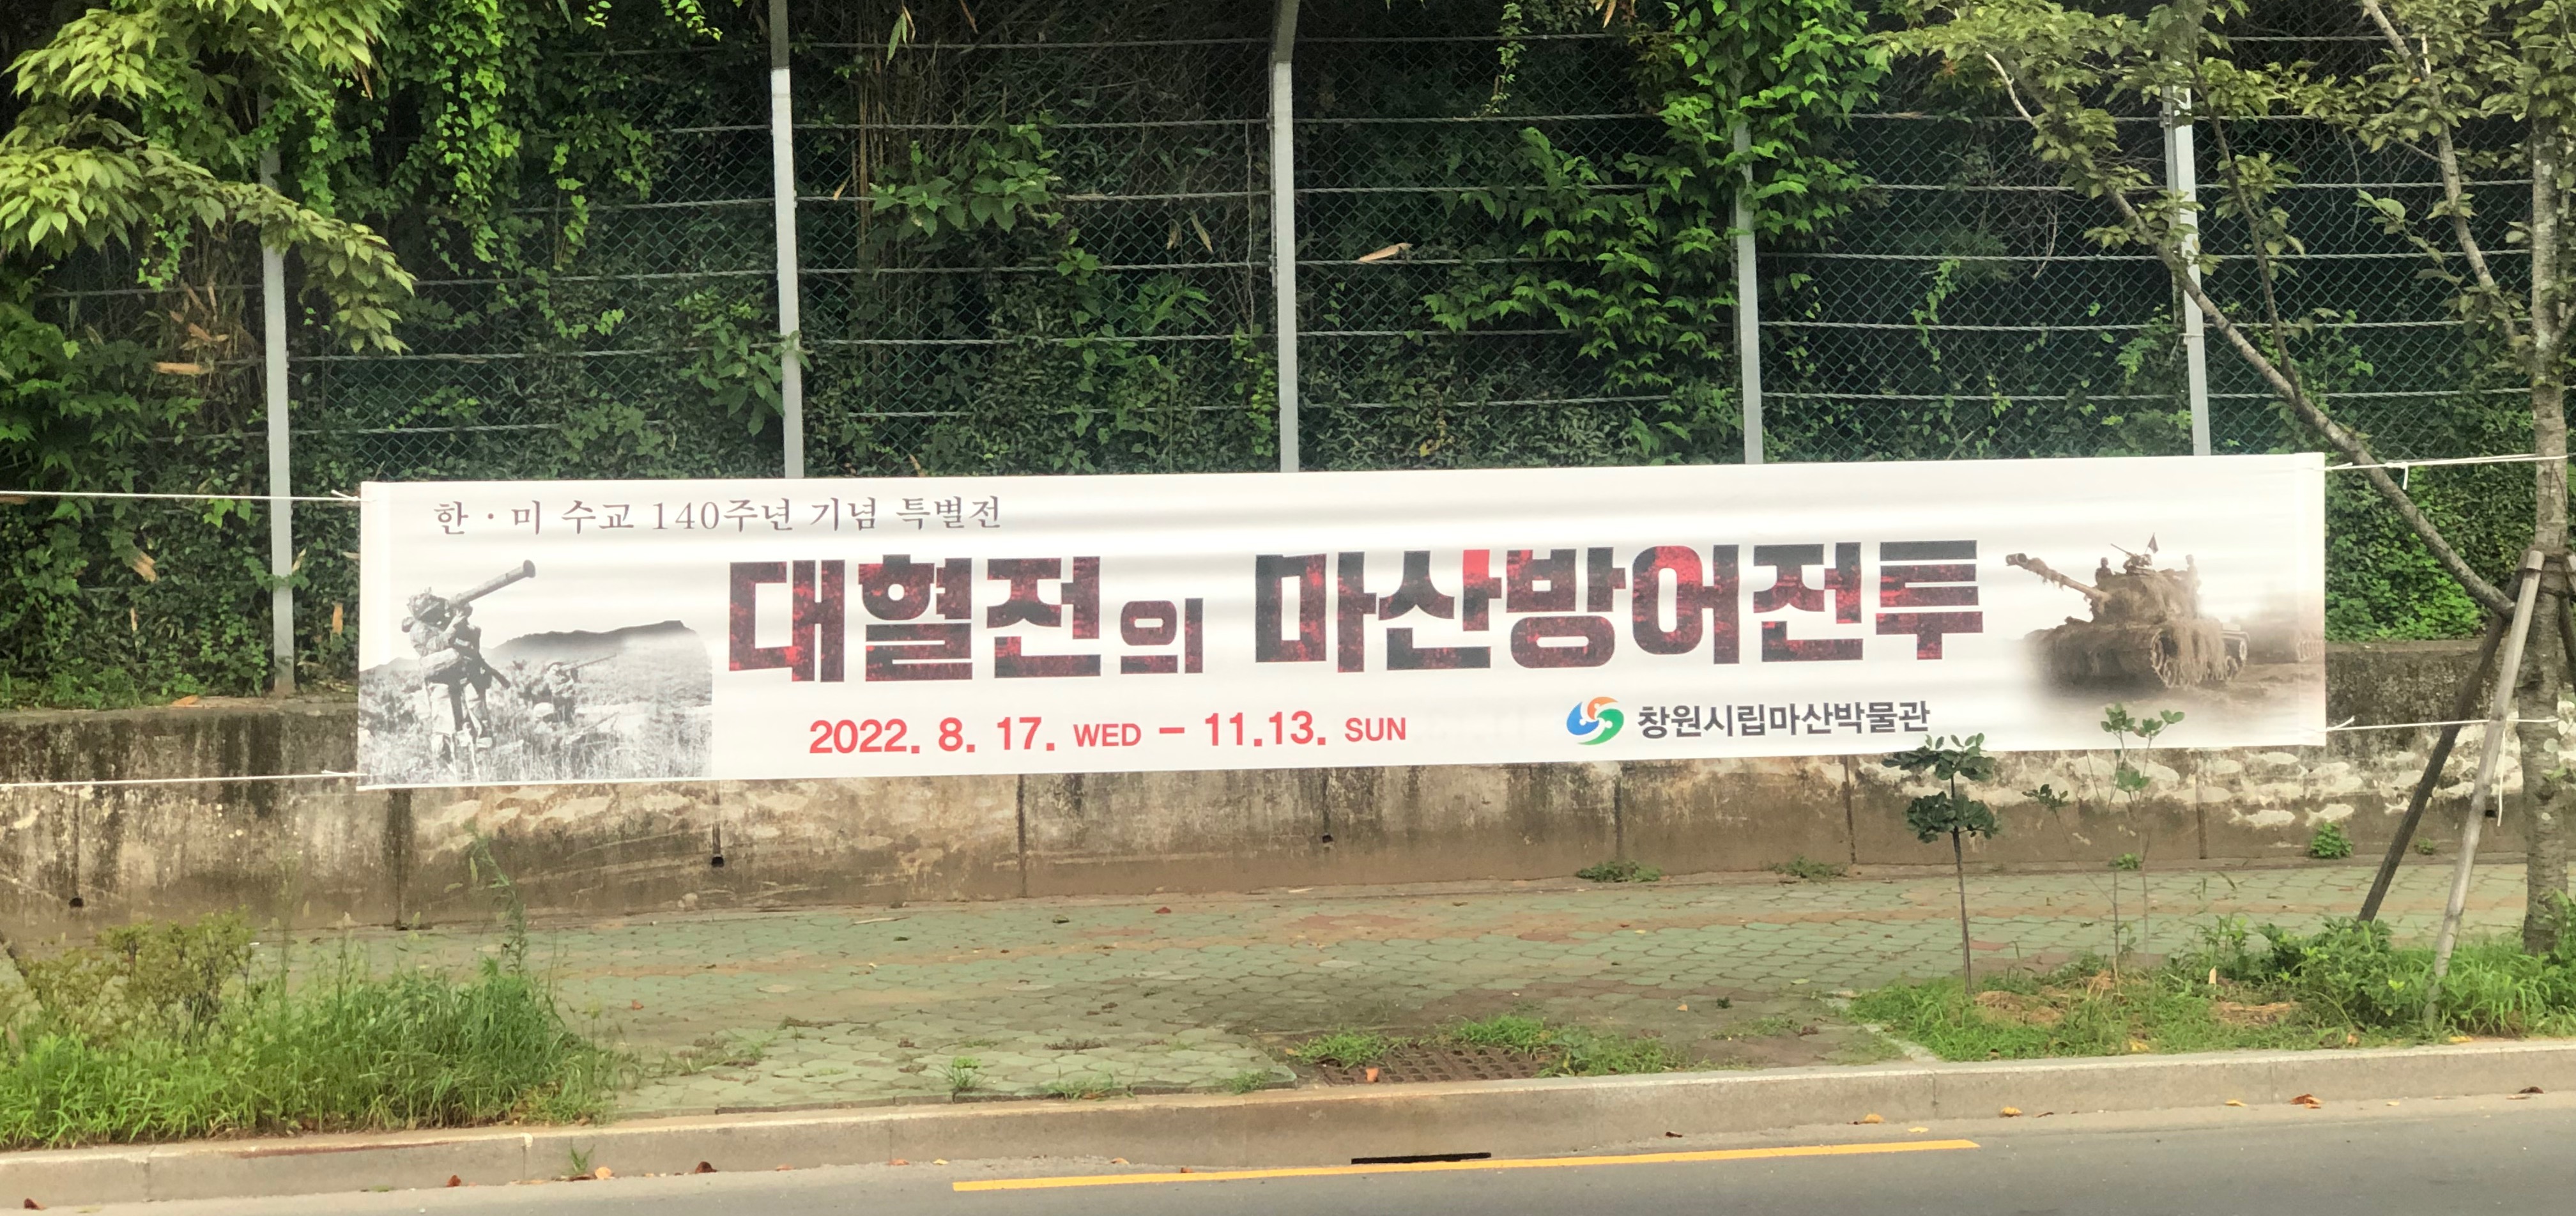 한·미 수교 140주년 기념 특별전
대혈전의 마산방어전투
2022. 8. 17. WED - 11.13. SUN
창원시립마산박물관